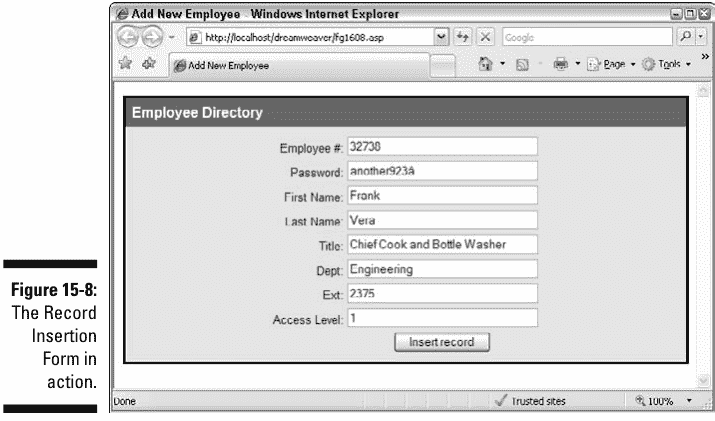 Add New Employee - Windows Internet Explorer
http://localhost/dreamweaver/fg1608.asp
Google
Add New Employee
Page
Tools
Employee Directory
Employee #: 32738
Password: another923A
First Name: Frank
Last Name: Vera
Title: Chief Cook and Bottle Washer
Dept: Engineering
Ext: 2375
Access Level: 1
Insert record
Done
Trusted sites
100%
Figure 15-8:
The Record
Insertion
Form in
action.